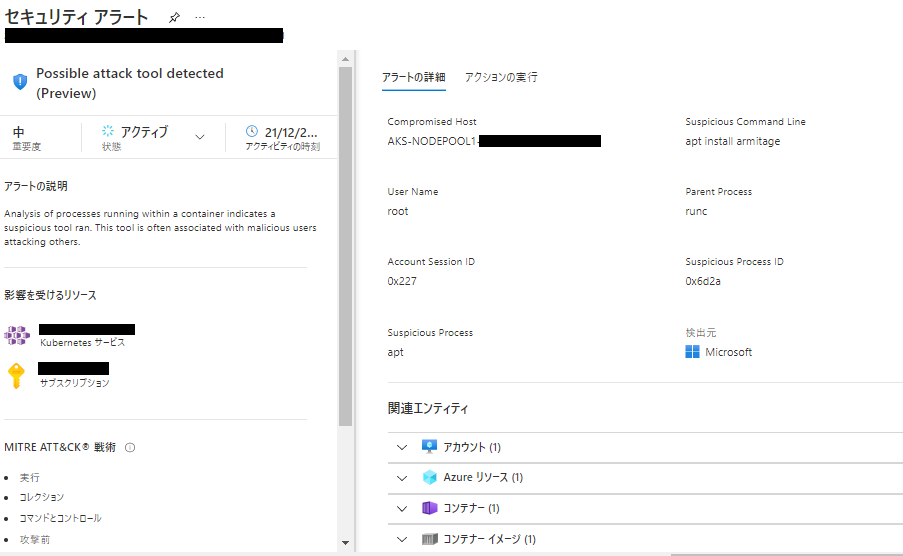 セキュリティ アラート
Possible attack tool detected
(Preview)
中
重要度
アクティブ
状態
21/12/2...
アクティビティの時刻
アラートの説明
Analysis of processes running within a container indicates a
suspicious tool ran. This tool is often associated with malicious users
attacking others.
影響を受けるリソース
Kubernetes サービス
サブスクリプション
MITRE ATT&CK® 戦術
実行
コレクション
コマンドとコントロール
攻撃前
アラートの詳細
アクションの実行
Compromised Host
AKS-NODEPOOL1-
Suspicious Command Line
apt install armitage
User Name
root
Parent Process
runc
Account Session ID
0x227
Suspicious Process ID
0x6d2a
Suspicious Process
apt
検出元
Microsoft
関連エンティティ
アカウント (1)
Azure リソース (1)
コンテナー (1)
コンテナー イメージ (1)